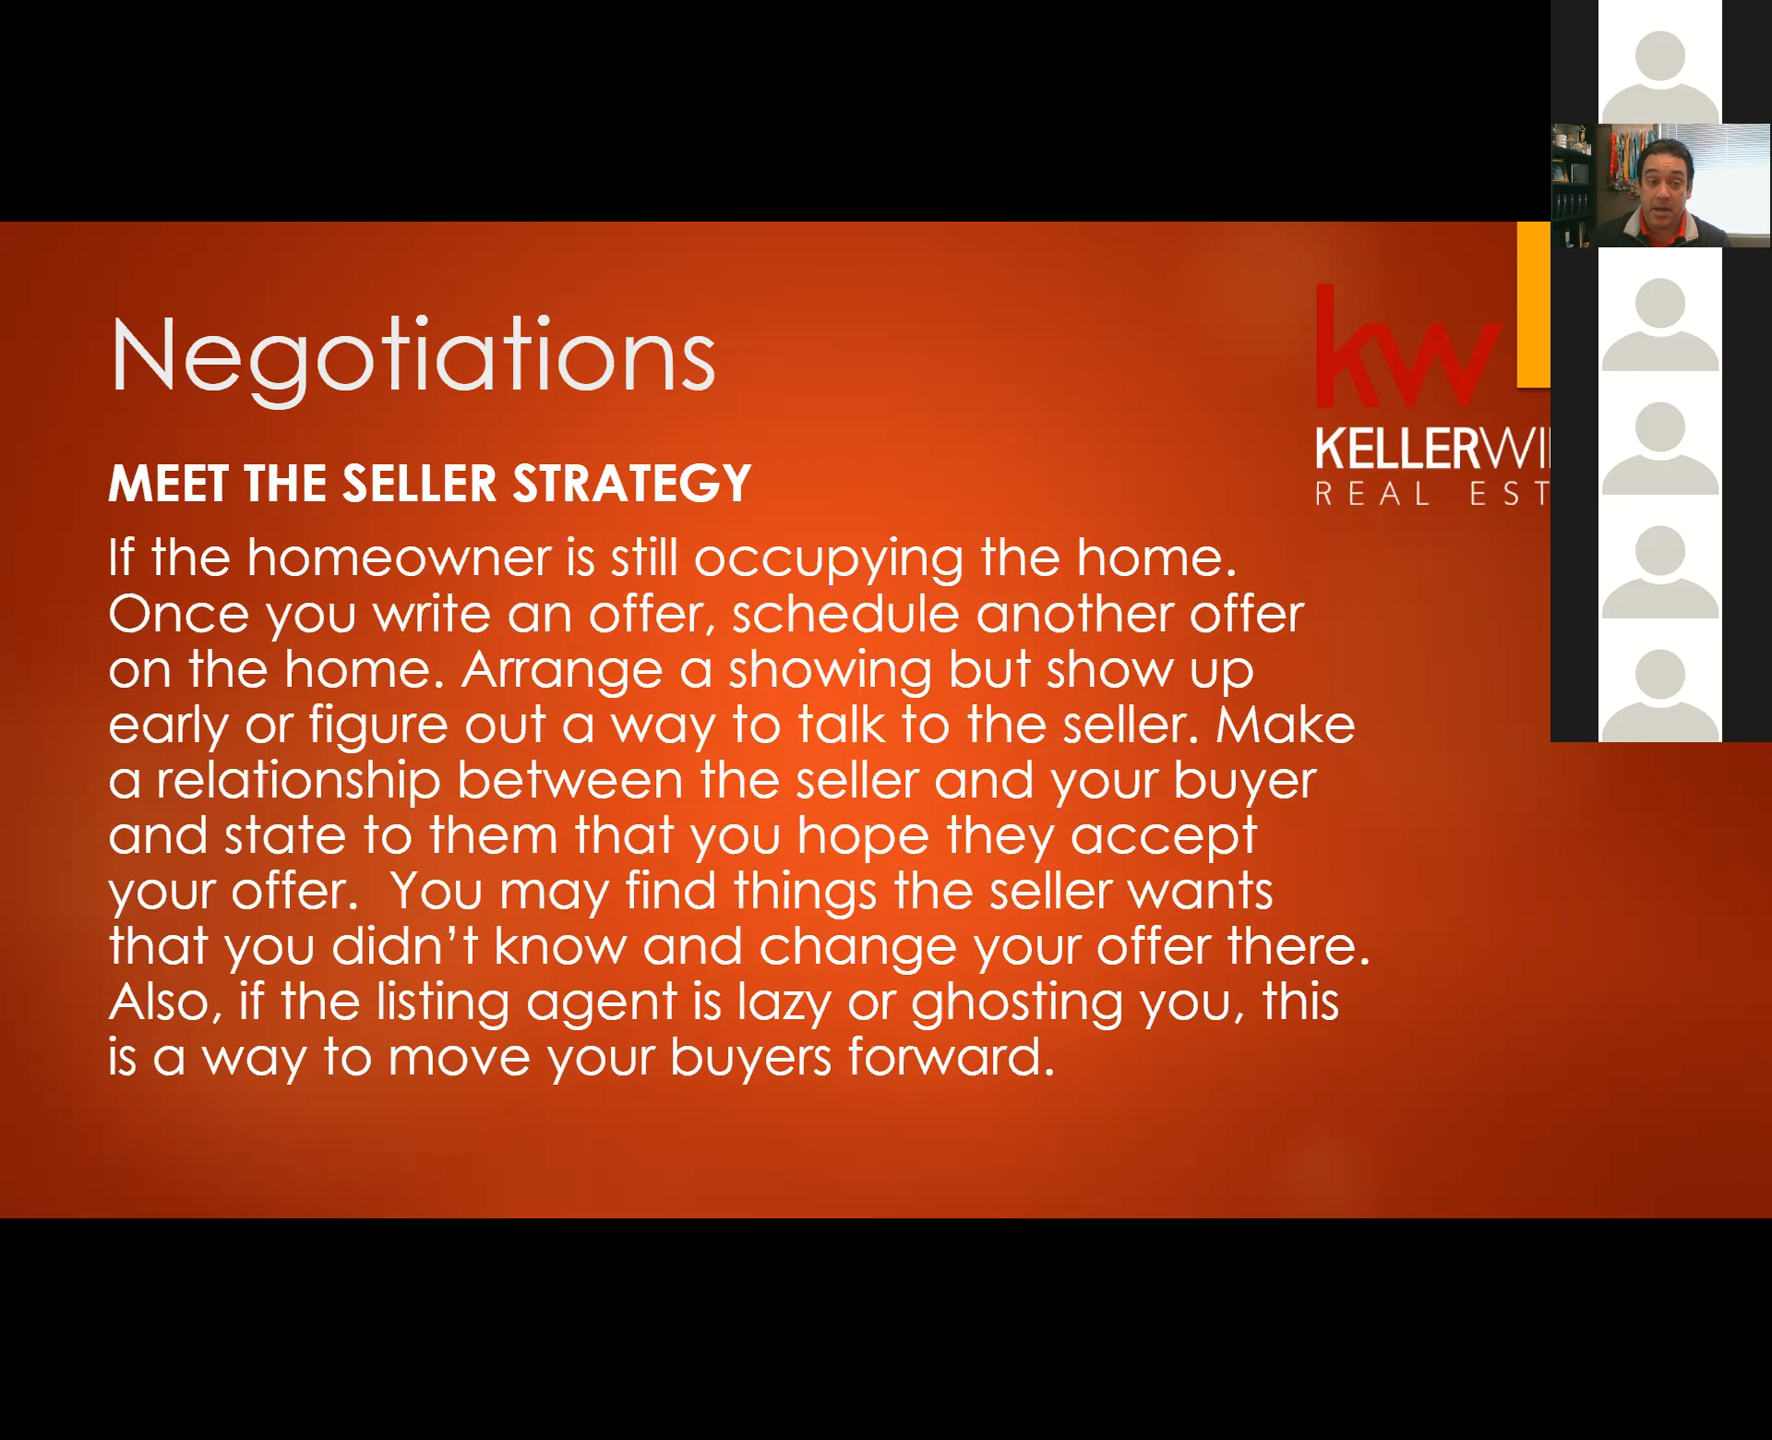 Negotiations
kw
KELLERWI
REAL EST
MEET THE SELLER STRATEGY
If the homeowner is still occupying the home.
Once you write an offer, schedule another offer
on the home. Arrange a showing but show up
early or figure out a way to talk to the seller. Make
a relationship between the seller and your buyer
and state to them that you hope they accept
your offer.  You may find things the seller wants
that you didn’t know and change your offer there.
Also, if the listing agent is lazy or ghosting you, this
is a way to move your buyers forward.